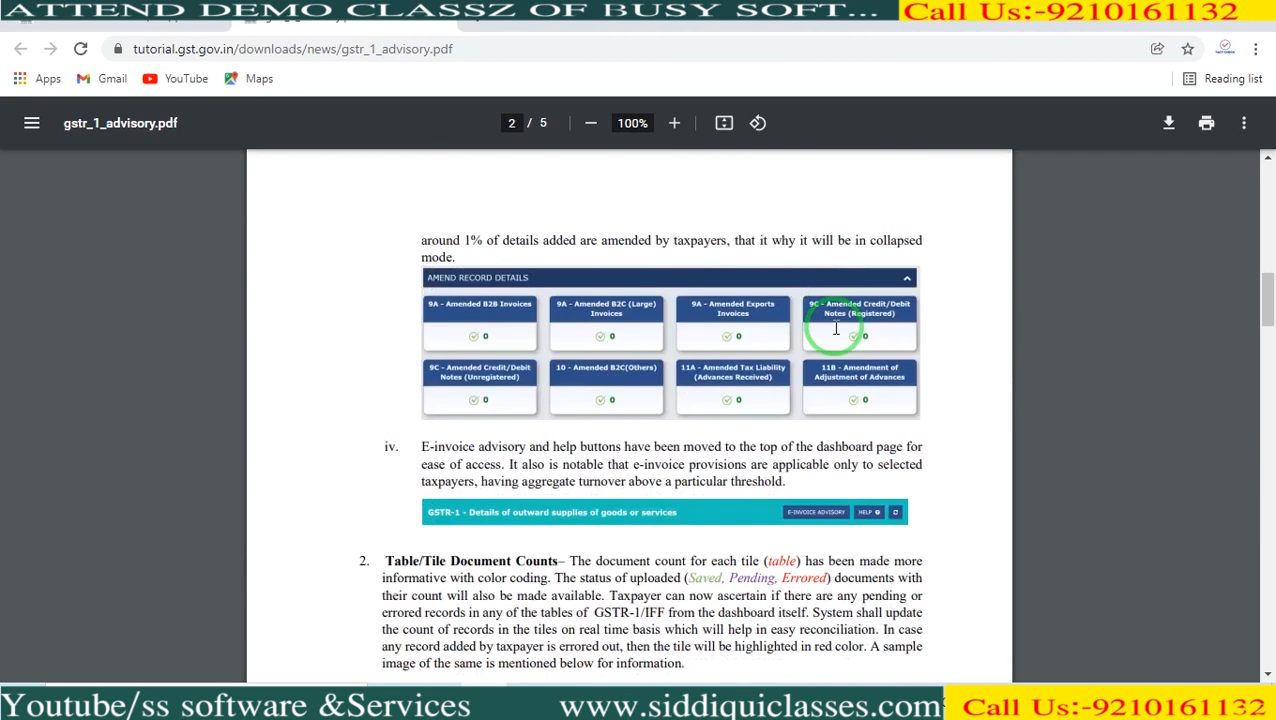 ATTEND DEMO CLASSZ OF BUSY SOFT...
Call Us:-9210161132
tutorial.gst.gov.in/downloads/news/gstr_1_advisory.pdf
Apps
Gmail
YouTube
Maps
Reading list
gstr_1_advisory.pdf
2 / 5
100%
around 1% of details added are amended by taxpayers, that it why it will be in collapsed
mode.
AMEND RECORD DETAILS
9A - Amended B2B Invoices
0
9A - Amended B2C (Large)
Invoices
0
9A - Amended Exports
Invoices
0
9C - Amended Credit/Debit
Notes (Registered)
0
9C - Amended Credit/Debit
Notes (Unregistered)
0
10 - Amended B2C(Others)
0
11A - Amended Tax Liability
(Advances Received)
0
11B - Amendment of
Adjustment of Advances
0
iv. E-invoice advisory and help buttons have been moved to the top of the dashboard page for
ease of access. It also is notable that e-invoice provisions are applicable only to selected
taxpayers, having aggregate turnover above a particular threshold.
GSTR-1 - Details of outward supplies of goods or services
E-INVOICE ADVISORY
HELP
2. Table/Tile Document Counts– The document count for each tile (table) has been made more
informative with color coding. The status of uploaded (Saved, Pending, Errored) documents with
their count will also be made available. Taxpayer can now ascertain if there are any pending or
errored records in any of the tables of GSTR-1/IFF from the dashboard itself. System shall update
the count of records in the tiles on real time basis which will help in easy reconciliation. In case
any record added by taxpayer is errored out, then the tile will be highlighted in red color. A sample
image of the same is mentioned below for information.
Youtube/ss software &Services
www.siddiquiclasses.com
Call Us:-9210161132